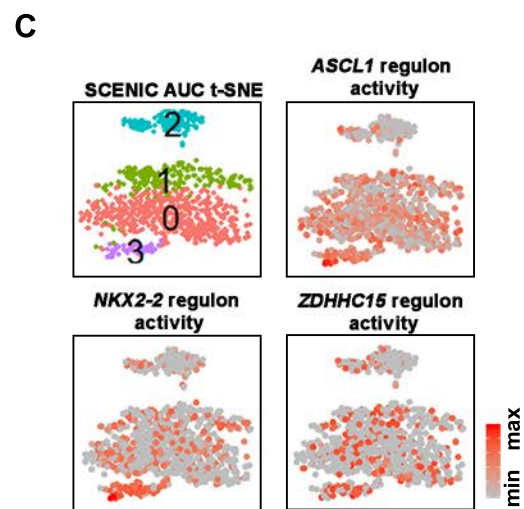 C
SCENIC AUC t-SNE
2
1
0
3
ASCL1 regulon
activity
NKX2-2 regulon
activity
ZDHHC15 regulon
activity
min max